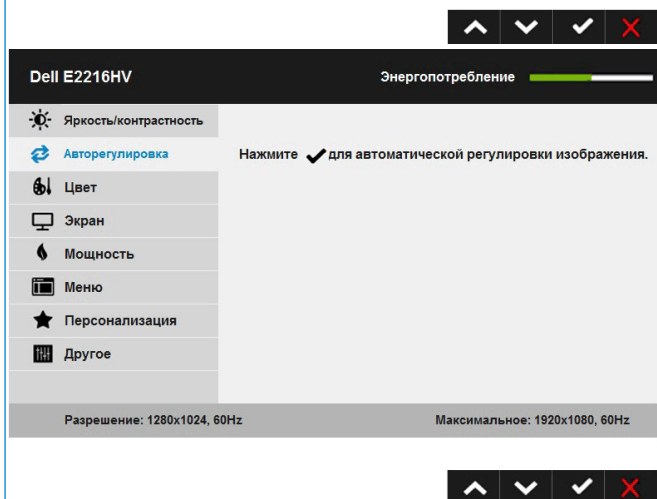 Dell E2216HV
Энергопотребление
Яркость/контрастность
Авторегулировка
Нажмите для автоматической регулировки изображения.
Цвет
Экран
Мощность
Меню
Персонализация
Другое
Разрешение: 1280x1024, 60Hz
Максимальное: 1920x1080, 60Hz